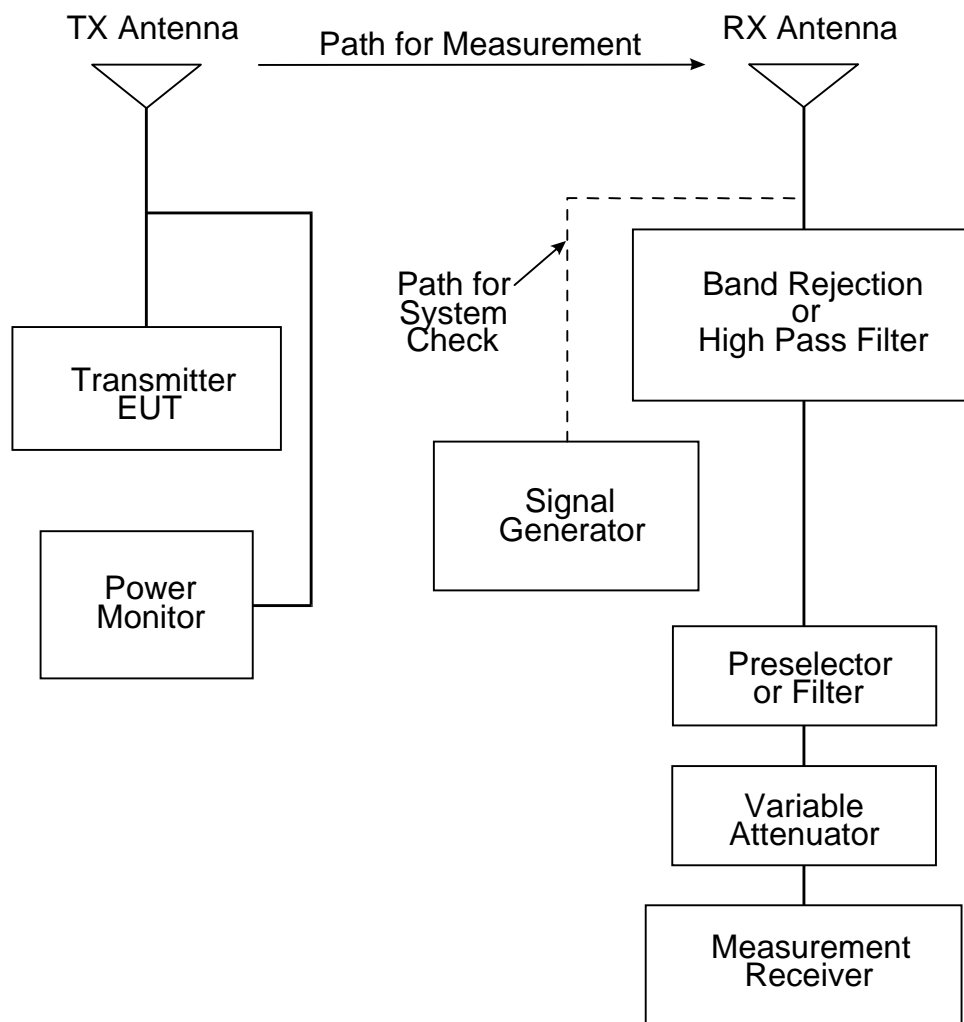 TX Antenna
Path for Measurement
RX Antenna
Path for
System
Check
Band Rejection
or
High Pass Filter
Transmitter
EUT
Signal
Generator
Power
Monitor
Preselector
or Filter
Variable
Attenuator
Measurement
Receiver